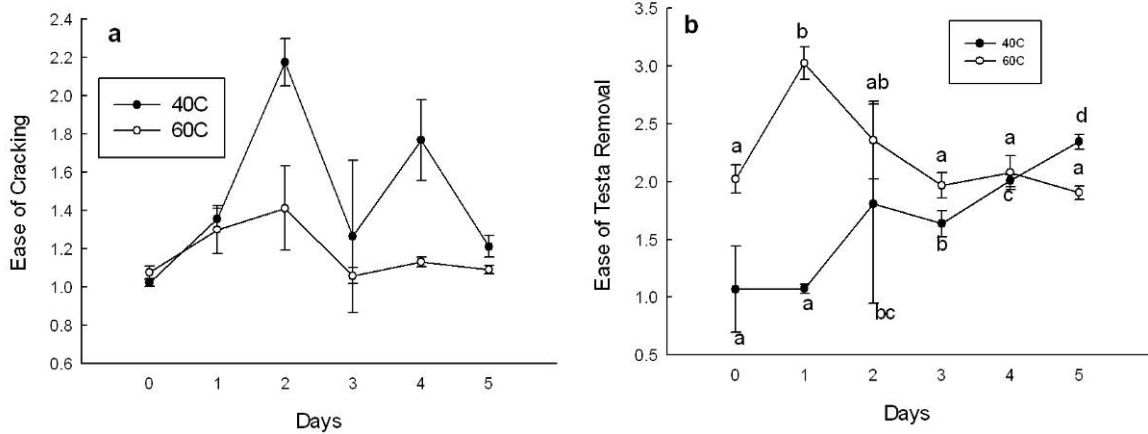 a
Ease of Cracking
2.4
2.2
2.0
1.8
1.6
1.4
1.2
1.0
0.8
0.6
40C
60C
0 1 2 3 4 5
Days
b
Ease of Testa Removal
3.5
3.0
2.5
2.0
1.5
1.0
0.5
40C
60C
b
ab
d
a a a
a
c
b
a
bc
a
0 1 2 3 4 5
Days